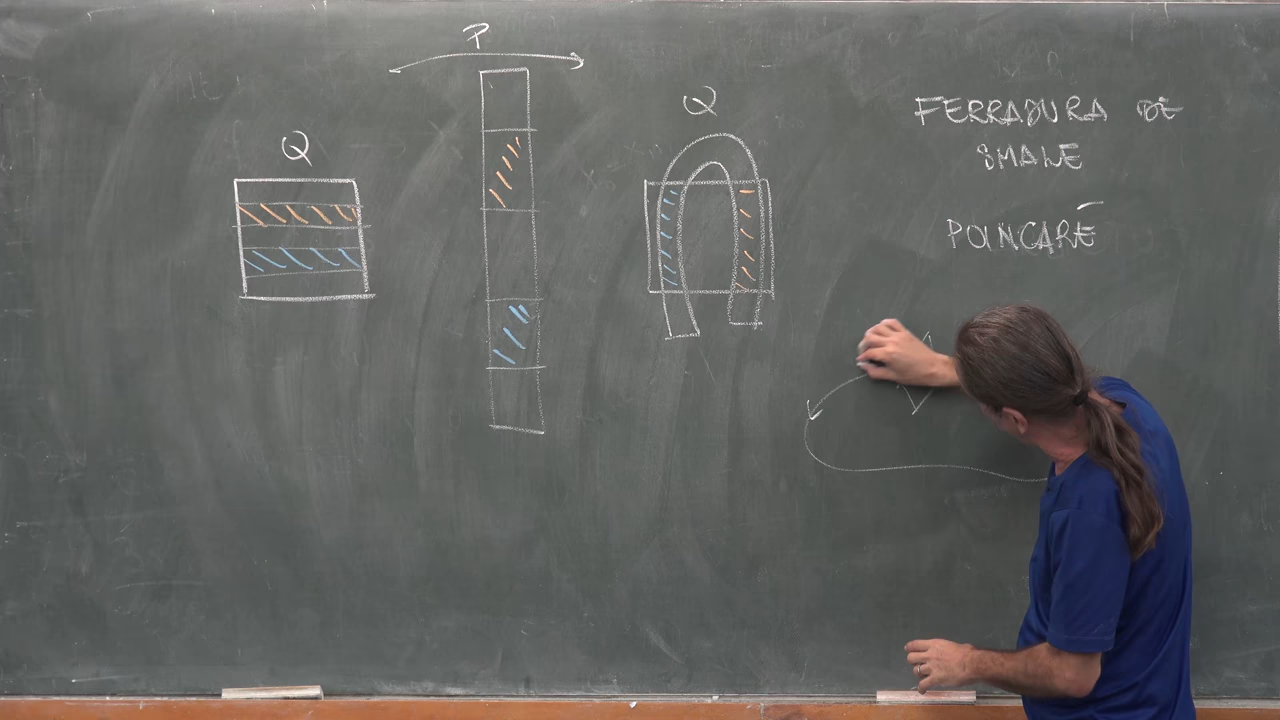 P
Q
Q
FERRADURA DE
SMALE
POINCARÉ